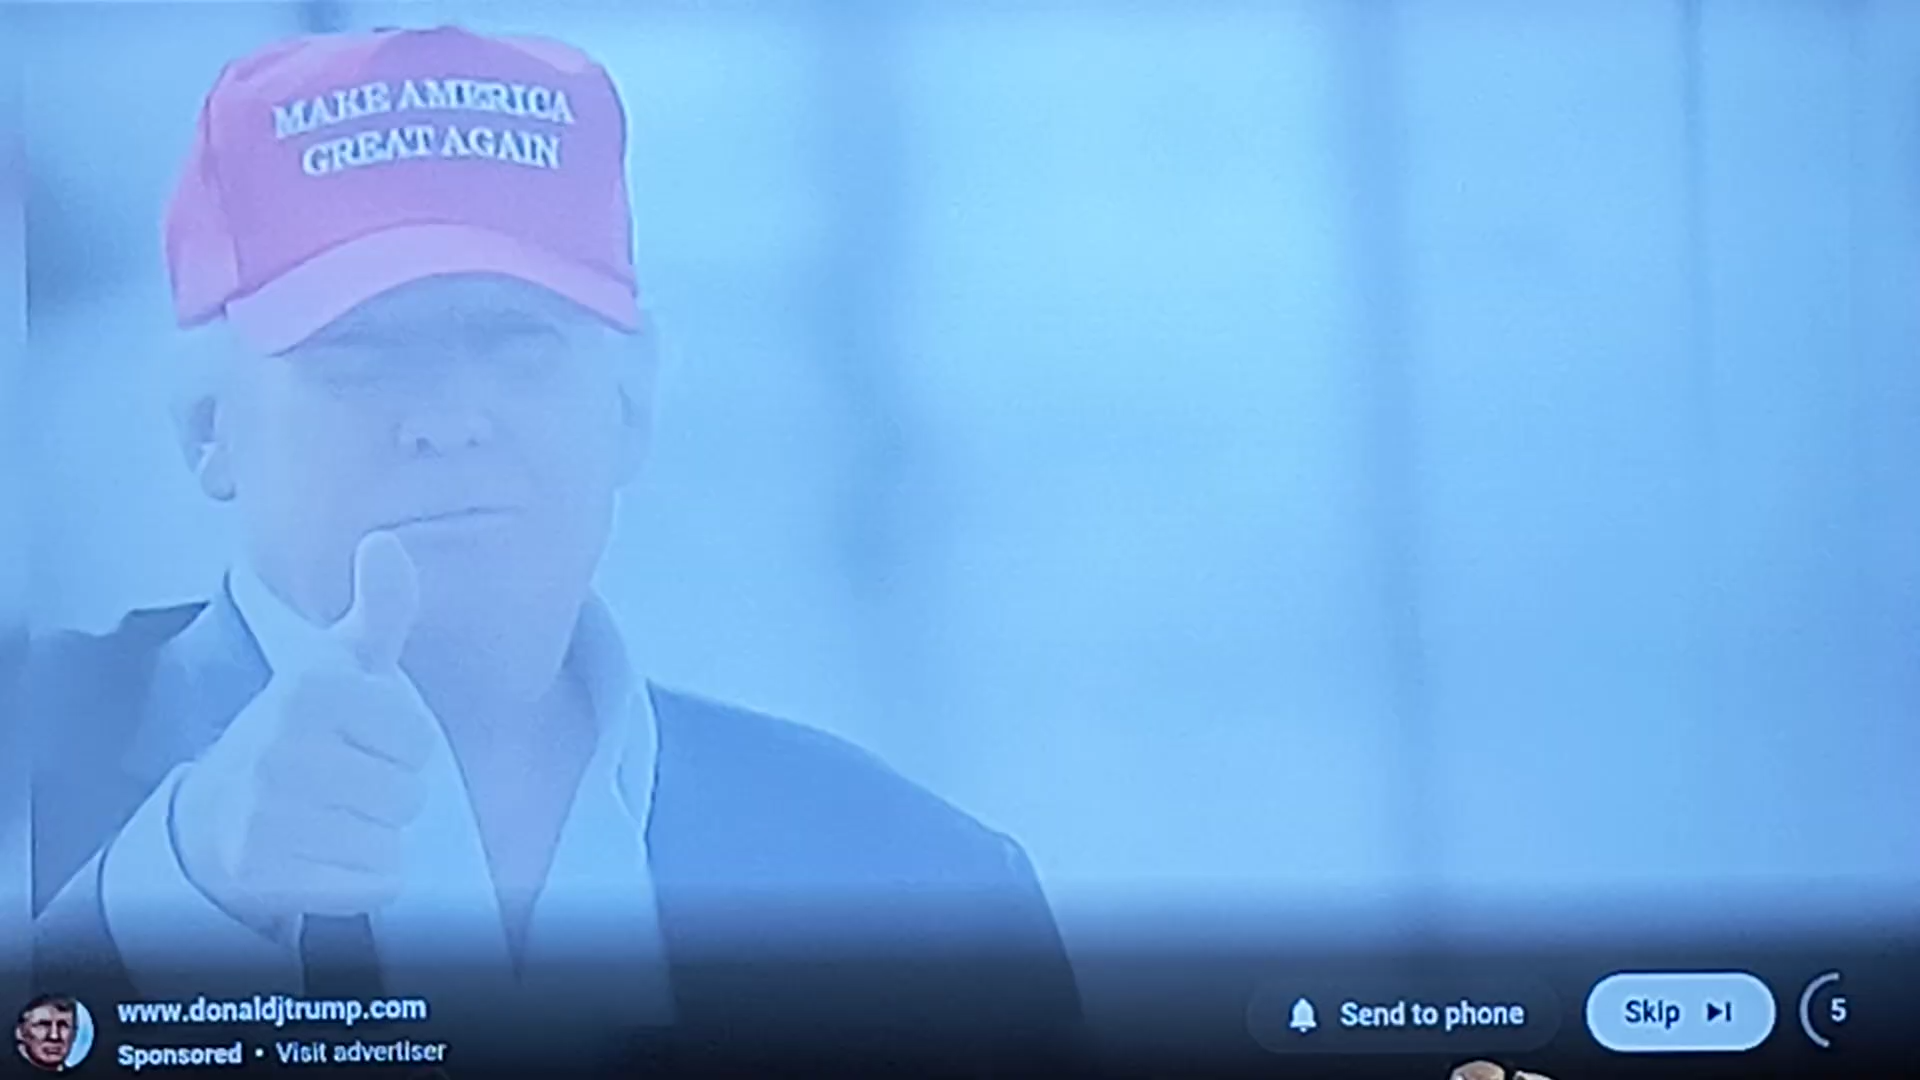 MAKE AMERICA
GREAT AGAIN
www.donaldjtrump.com
Sponsored • Visit advertiser
Send to phone
Skip
5